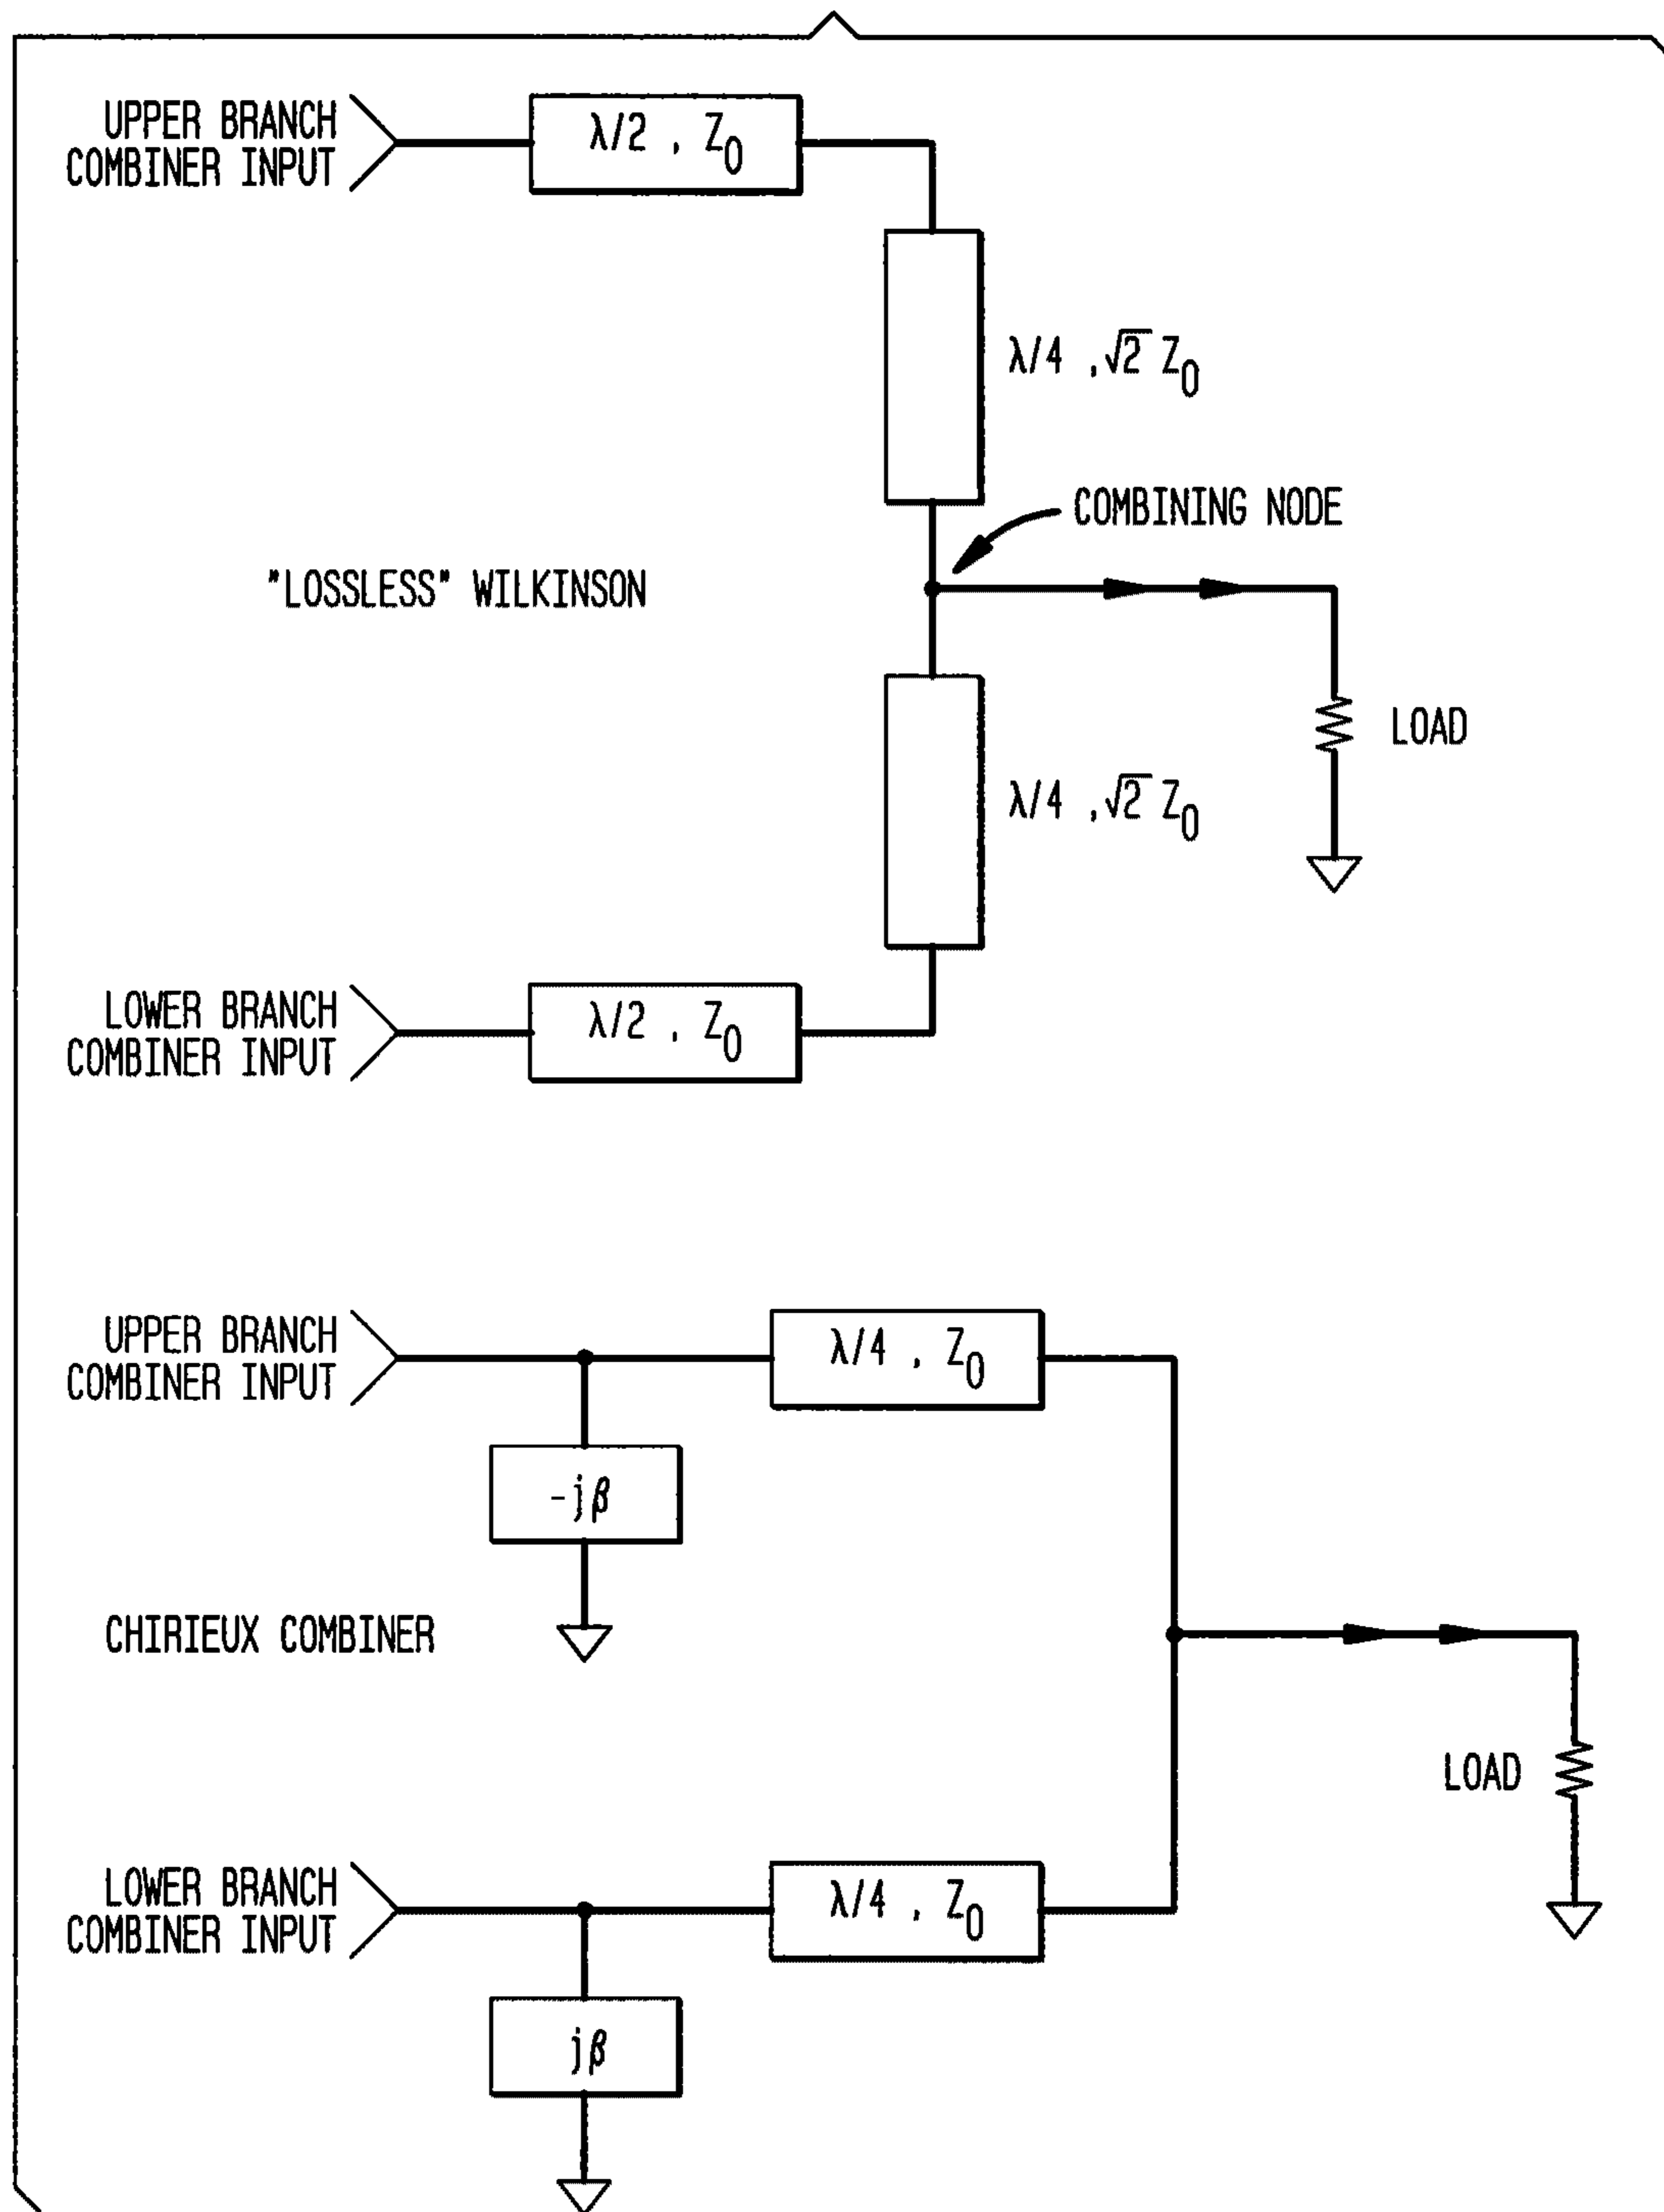 UPPER BRANCH
COMBINER INPUT
λ/2 , Z0
λ/4 ,√2 Z0
COMBINING NODE
"LOSSLESS" WILKINSON
LOAD
λ/4 ,√2 Z0
LOWER BRANCH
COMBINER INPUT
λ/2 , Z0
UPPER BRANCH
COMBINER INPUT
λ/4 , Z0
-jβ
CHIRIEUX COMBINER
LOAD
LOWER BRANCH
COMBINER INPUT
λ/4 , Z0
jβ